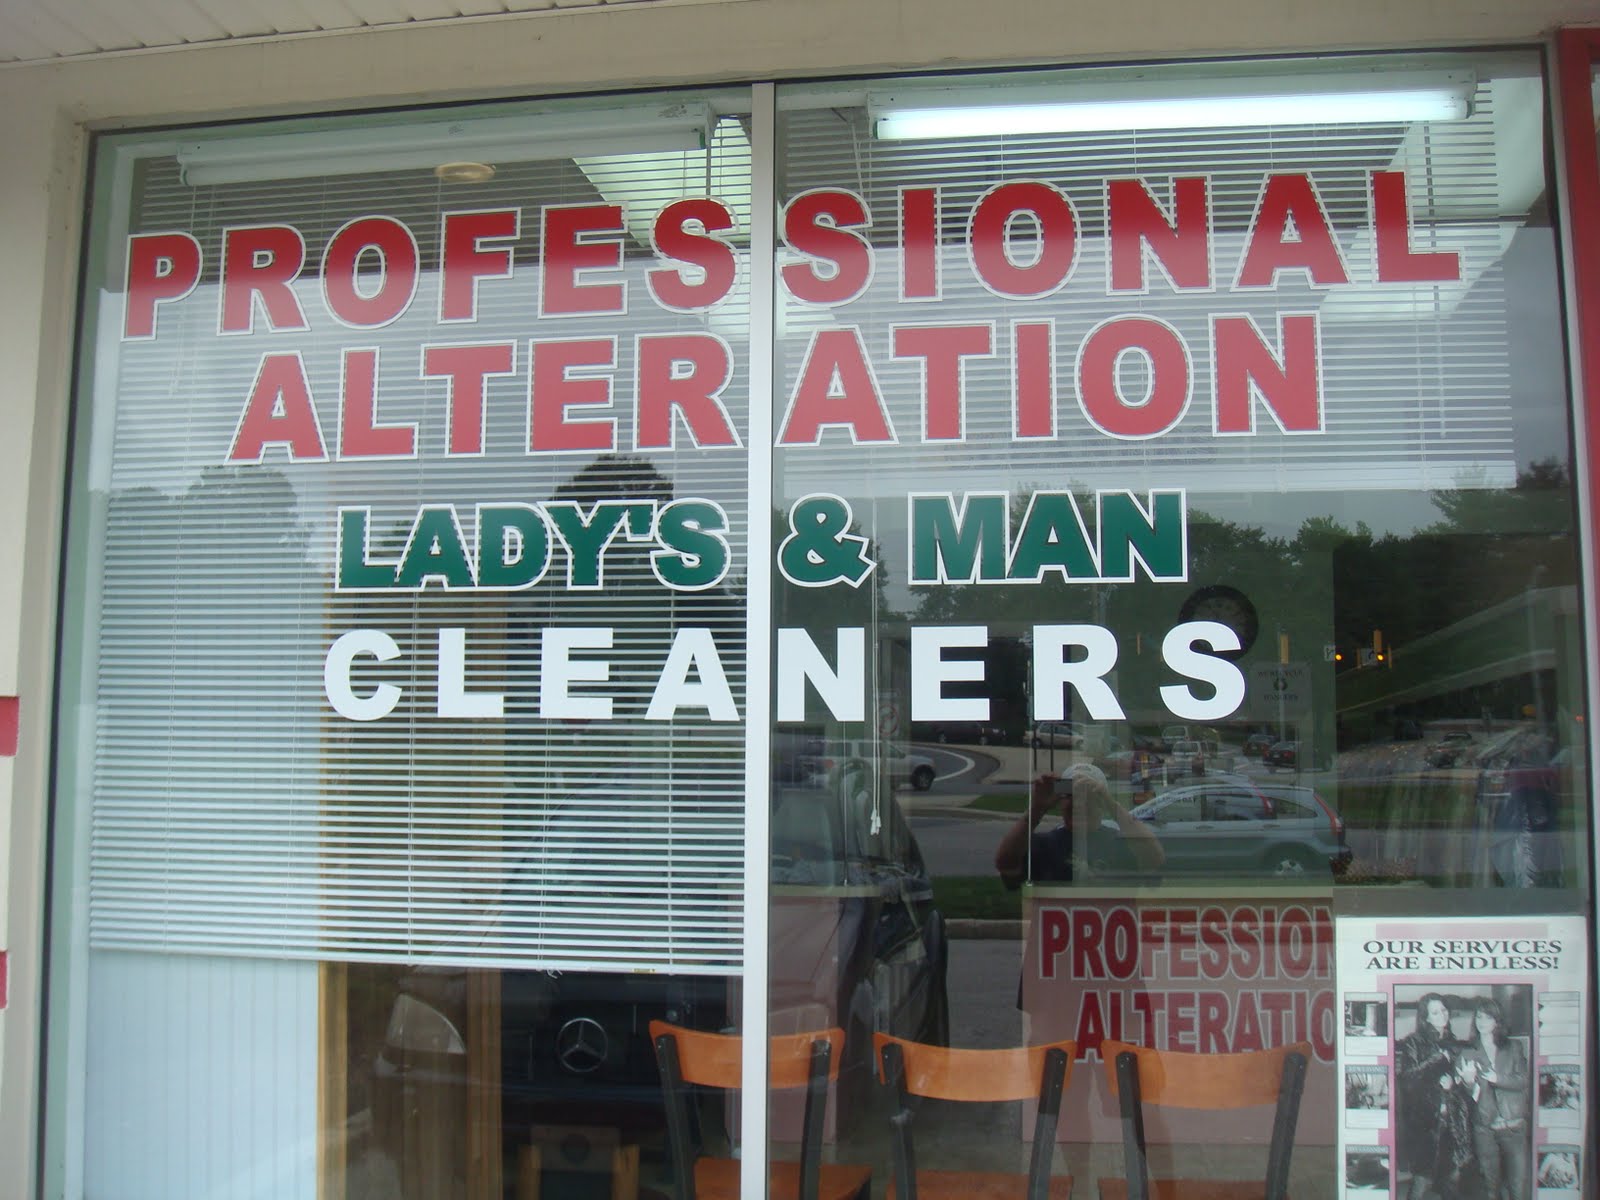 PROFESSIONAL
ALTERATION
LADY'S & MAN
CLEANERS
PROFESSION
ALTERATIO
OUR SERVICES
ARE ENDLESS!